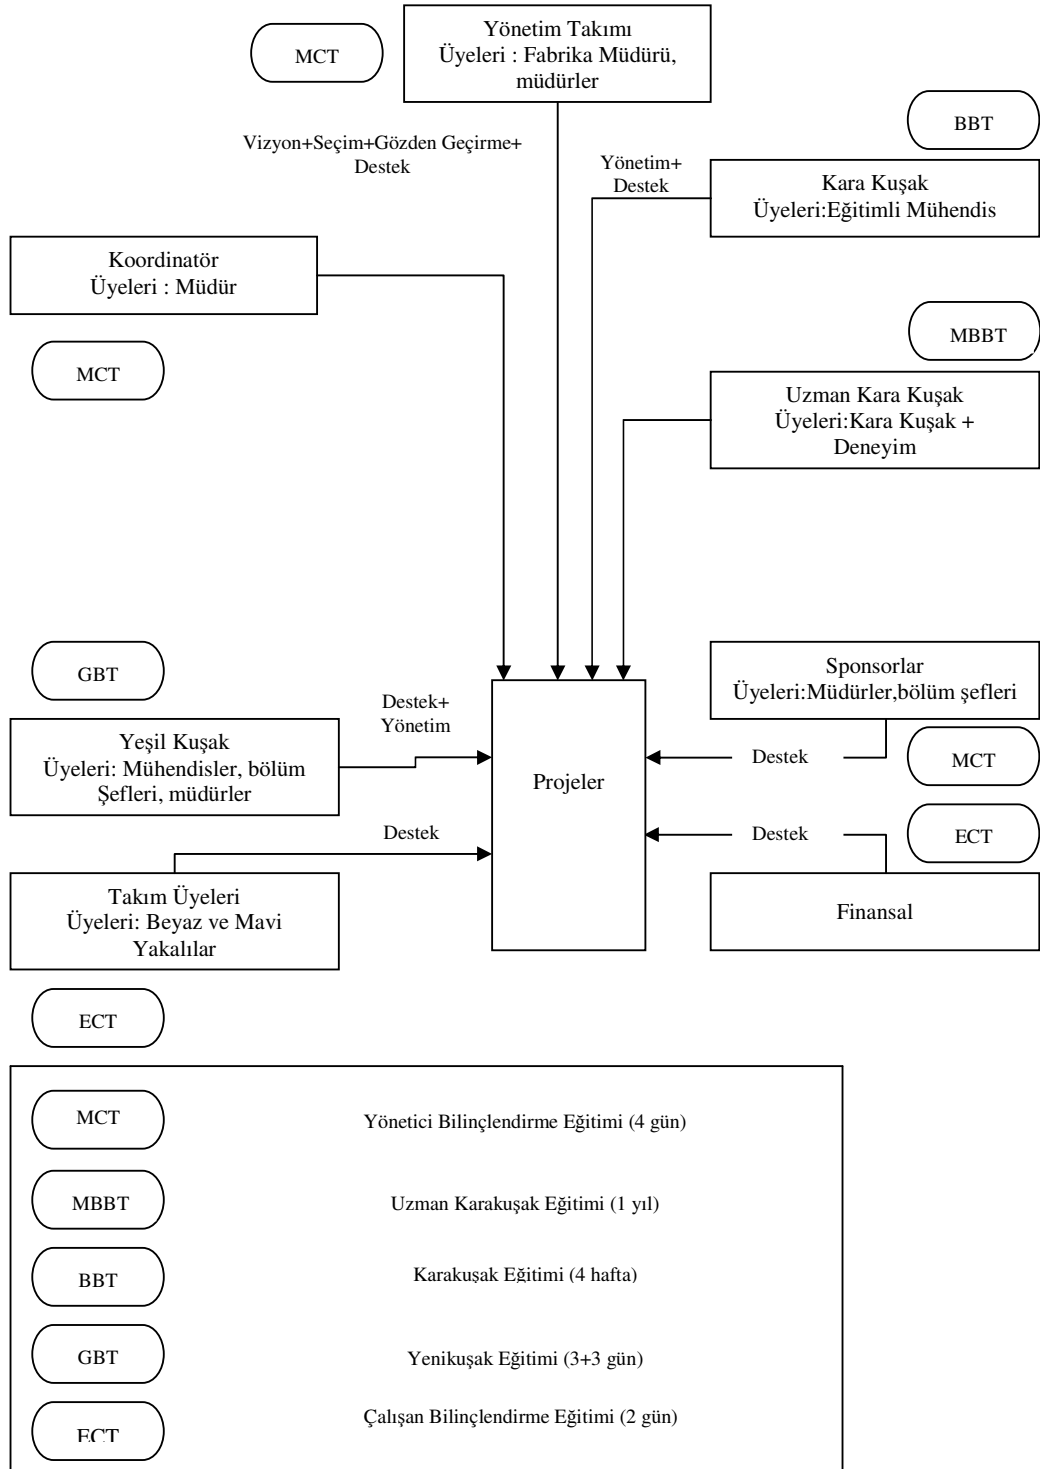 MCT
Yönetim Takımı
Üyeleri : Fabrika Müdürü,
müdürler
BBT
Vizyon+Seçim+Gözden Geçirme+
Destek
Yönetim+
Destek
Kara Kuşak
Üyeleri:Eğitimli Mühendis
Koordinatör
Üyeleri : Müdür
MCT
MBBT
Uzman Kara Kuşak
Üyeleri:Kara Kuşak +
Deneyim
GBT
Destek+
Yönetim
Yeşil Kuşak
Üyeleri: Mühendisler, bölüm
Şefleri, müdürler
Projeler
Sponsorlar
Üyeleri:Müdürler,bölüm şefleri
Destek
MCT
Destek
Takım Üyeleri
Üyeleri: Beyaz ve Mavi
Yakalılar
Destek
ECT
Finansal
ECT
MCT
Yönetici Bilinçlendirme Eğitimi (4 gün)
MBBT
Uzman Karakuşak Eğitimi (1 yıl)
BBT
Karakuşak Eğitimi (4 hafta)
GBT
Yenikuşak Eğitimi (3+3 gün)
ECT
Çalışan Bilinçlendirme Eğitimi (2 gün)